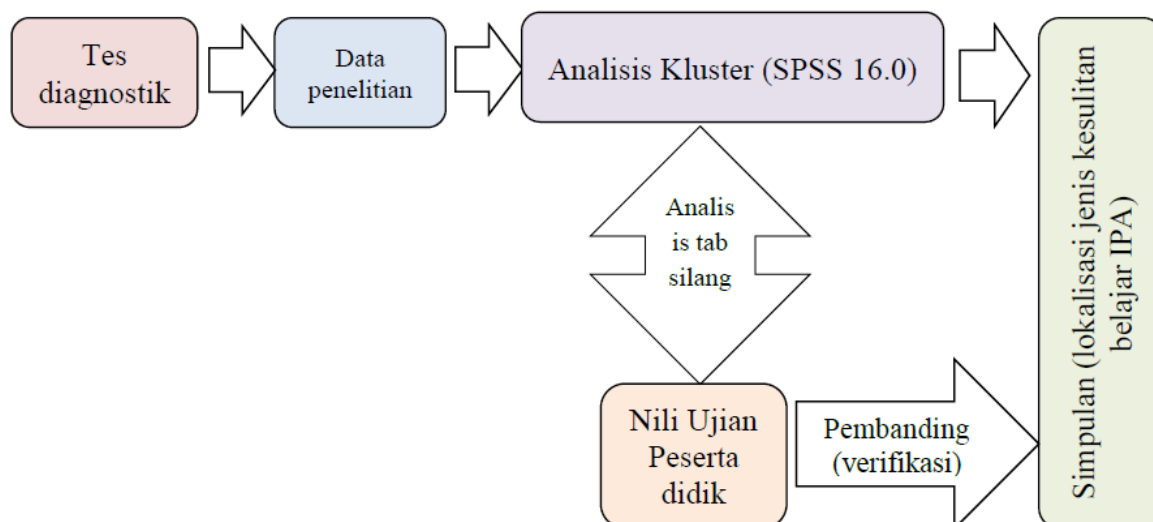 Tes
diagnostik
Data
penelitian
Analisis Kluster (SPSS 16.0)
Analis
is tab
silang
Nili Ujian
Peserta
didik
Pembanding
(verifikasi)
Simpulan (lokalisasi jenis kesulitan
belajar IPA)